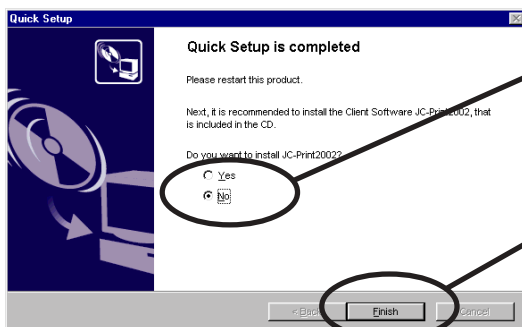 Quick Setup
Quick Setup is completed
Please restart this product.
Next, it is recommended to install the Client Software JC-Print2002, that
is included in the CD.
Do you want to install JC-Print2002?
Yes
No
< Back
Finish
Cancel